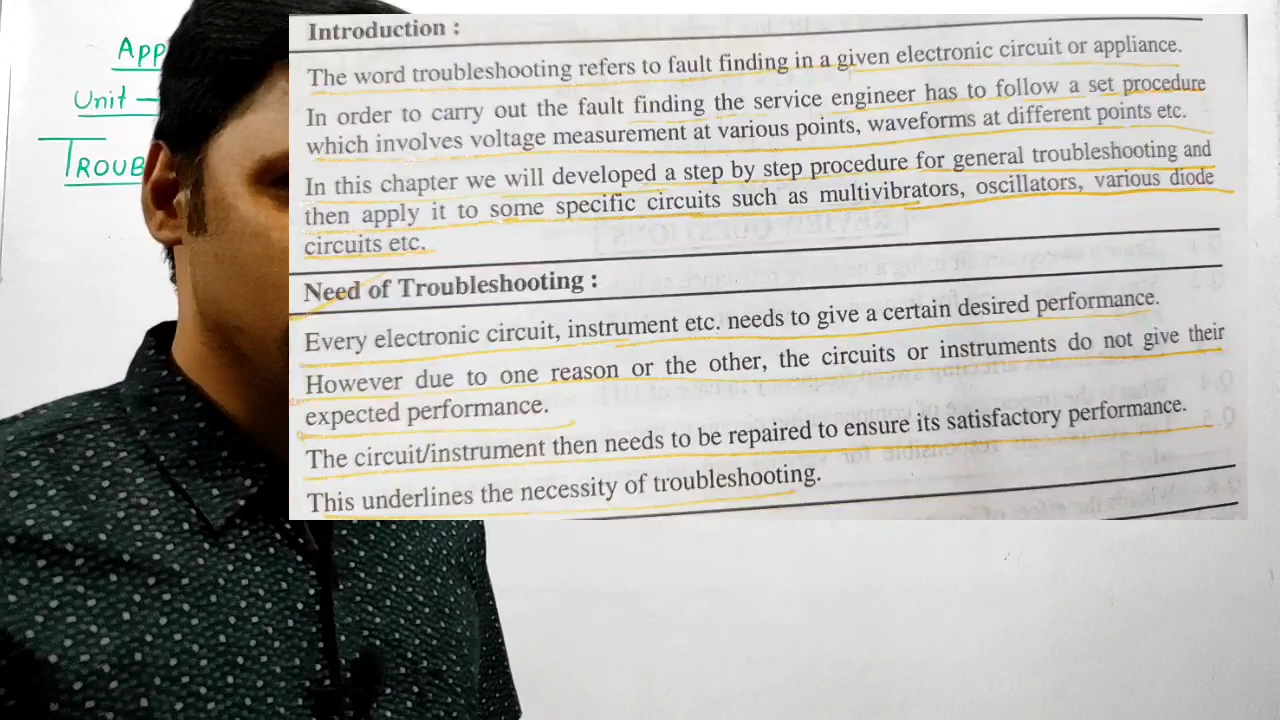 App
Unit —
TROUB
Introduction :
The word troubleshooting refers to fault finding in a given electronic circuit or appliance.
In order to carry out the fault finding the service engineer has to follow a set procedure
which involves voltage measurement at various points, waveforms at different points etc.
In this chapter we will developed a step by step procedure for general troubleshooting and
then apply it to some specific circuits such as multivibrators, oscillators, various diode
circuits etc.
Need of Troubleshooting :
Every electronic circuit, instrument etc. needs to give a certain desired performance.
However due to one reason or the other, the circuits or instruments do not give their
expected performance.
The circuit/instrument then needs to be repaired to ensure its satisfactory performance.
This underlines the necessity of troubleshooting.